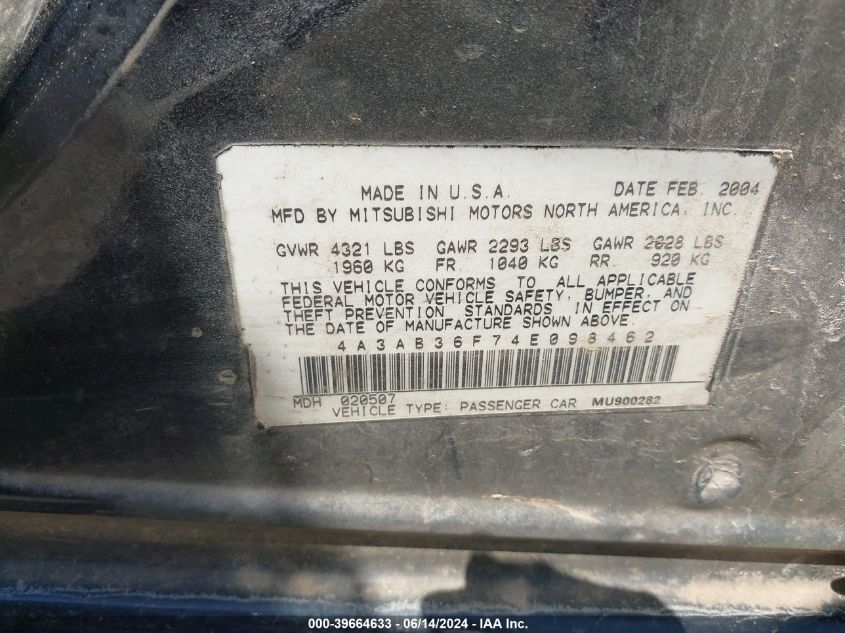 MADE IN U.S.A. DATE FEB. 2004
MFD BY MITSUBISHI MOTORS NORTH AMERICA, INC.
GVWR 4321 LBS GAWR 2293 LBS GAWR 2028 LBS
1960 KG FR. 1040 KG RR. 920 KG
THIS VEHICLE CONFORMS TO ALL APPLICABLE
FEDERAL MOTOR VEHICLE SAFETY, BUMPER, AND
THEFT PREVENTION STANDARDS IN EFFECT ON
THE DATE OF MANUFACTURE SHOWN ABOVE.
4A3AB36F74E098462
MDH 020507
VEHICLE TYPE: PASSENGER CAR MU900282
000-39664633 - 06/14/2024 - IAA Inc.